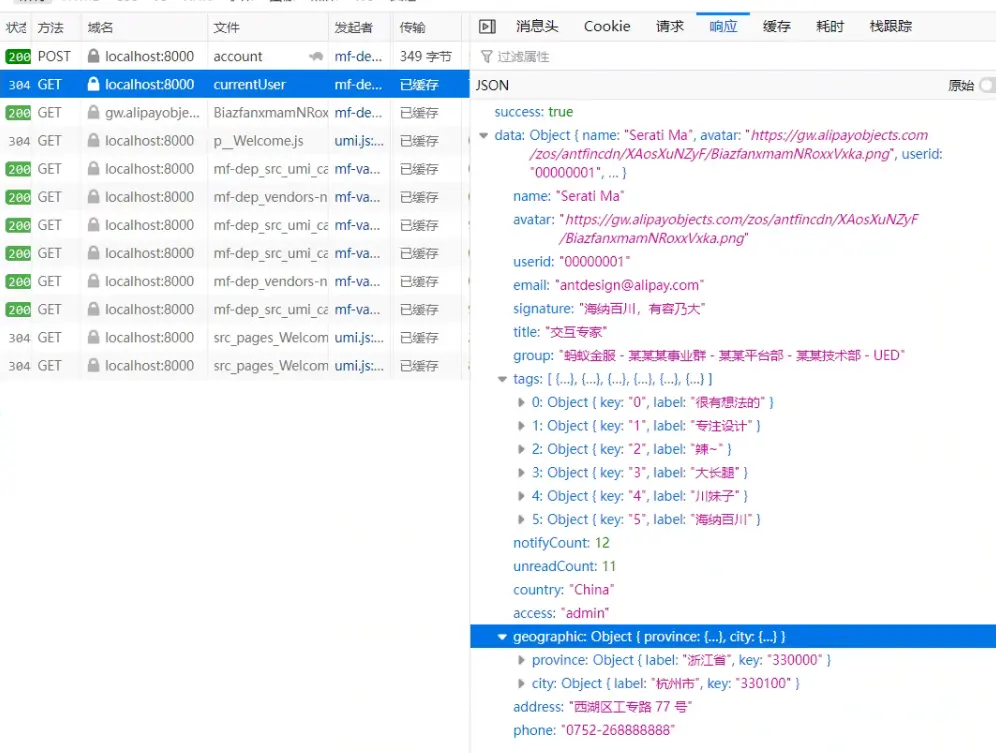 状态 方法 域名 文件 发起者 传输
200 POST localhost:8000 account mf-de... 349 字节
304 GET localhost:8000 currentUser mf-de... 已缓存
200 GET gw.alipayobje... BiazfanxmamNRox mf-de... 已缓存
304 GET localhost:8000 p__Welcome.js umi.js:... 已缓存
200 GET localhost:8000 mf-dep_src_umi_ca mf-va... 已缓存
200 GET localhost:8000 mf-dep_vendors-n mf-va... 已缓存
200 GET localhost:8000 mf-dep_src_umi_ca mf-va... 已缓存
200 GET localhost:8000 mf-dep_src_umi_ca mf-va... 已缓存
200 GET localhost:8000 mf-dep_vendors-n mf-va... 已缓存
200 GET localhost:8000 mf-dep_src_umi_ca mf-va... 已缓存
304 GET localhost:8000 src_pages_Welcom umi.js:... 已缓存
304 GET localhost:8000 src_pages_Welcom umi.js:... 已缓存
消息头 Cookie 请求 响应 缓存 耗时 栈跟踪
过滤属性
JSON 原始
success: true
data: Object { name: "Serati Ma", avatar: "https://gw.alipayobjects.com
/zos/antfincdn/XAosXuNZyF/BiazfanxmamNRoxxVxka.png", userid:
"00000001", ... }
name: "Serati Ma"
avatar: "https://gw.alipayobjects.com/zos/antfincdn/XAosXuNZyF
/BiazfanxmamNRoxxVxka.png"
userid: "00000001"
email: "antdesign@alipay.com"
signature: "海纳百川，有容乃大"
title: "交互专家"
group: "蚂蚁金服 - 某某某事业群 - 某某平台部 - 某某技术部 - UED"
tags: [ {...}, {...}, {...}, {...}, {...}, {...} ]
0: Object { key: "0", label: "很有想法的" }
1: Object { key: "1", label: "专注设计" }
2: Object { key: "2", label: "辣~" }
3: Object { key: "3", label: "大长腿" }
4: Object { key: "4", label: "川妹子" }
5: Object { key: "5", label: "海纳百川" }
notifyCount: 12
unreadCount: 11
country: "China"
access: "admin"
geographic: Object { province: {...}, city: {...} }
province: Object { label: "浙江省", key: "330000" }
city: Object { label: "杭州市", key: "330100" }
address: "西湖区工专路 77 号"
phone: "0752-268888888"